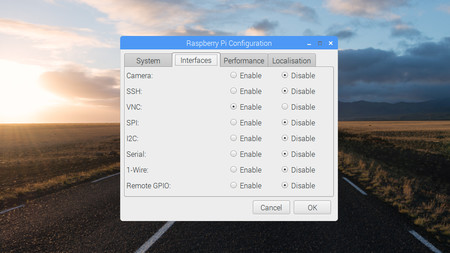 Raspberry Pi Configuration
System Interfaces Performance Localisation
Camera: Enable Disable
SSH: Enable Disable
VNC: Enable Disable
SPI: Enable Disable
I2C: Enable Disable
Serial: Enable Disable
1-Wire: Enable Disable
Remote GPIO: Enable Disable
Cancel OK